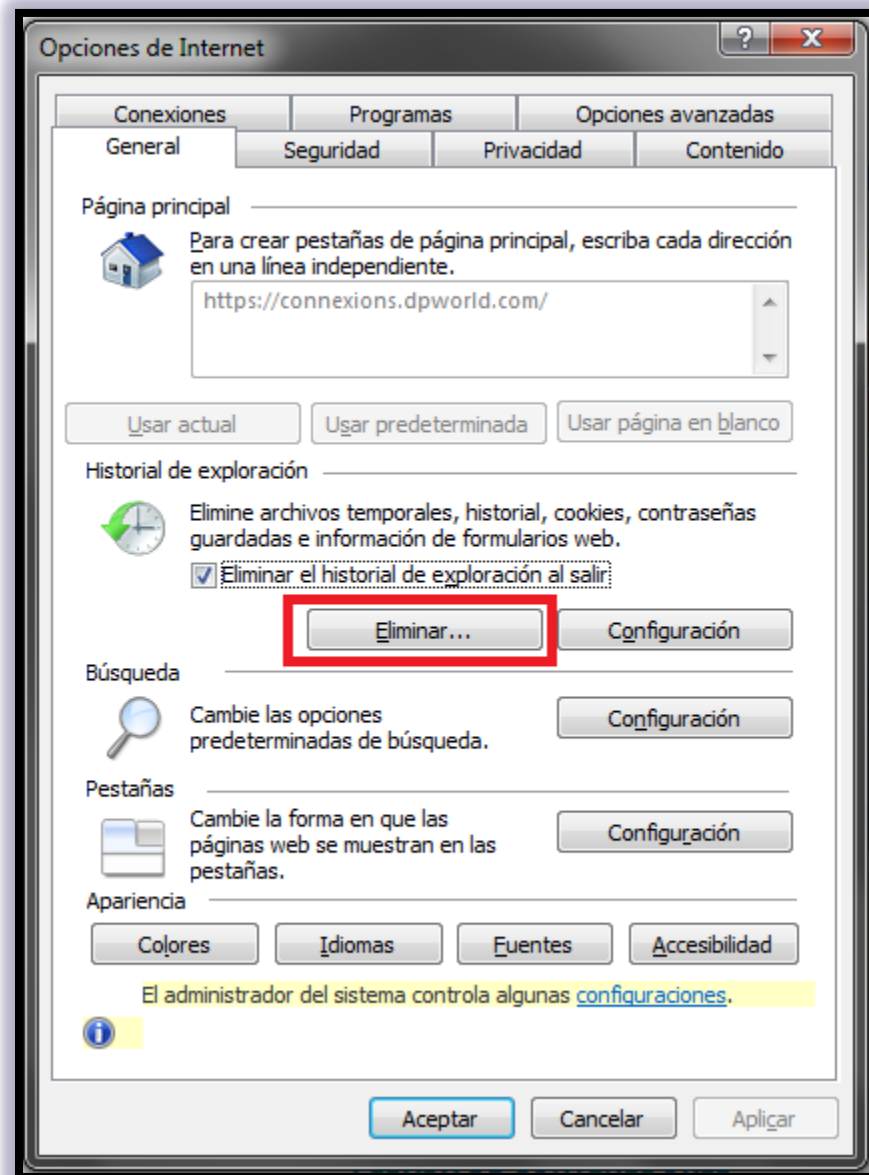 Opciones de Internet
Conexiones
Programas
Opciones avanzadas
General
Seguridad
Privacidad
Contenido
Página principal
Para crear pestañas de página principal, escriba cada dirección
en una línea independiente.
https://connexions.dpworld.com/
Usar actual
Usar predeterminada
Usar página en blanco
Historial de exploración
Elimine archivos temporales, historial, cookies, contraseñas
guardadas e información de formularios web.
Eliminar el historial de exploración al salir
Eliminar...
Configuración
Búsqueda
Cambie las opciones
predeterminadas de búsqueda.
Configuración
Pestañas
Cambie la forma en que las
páginas web se muestran en las
pestañas.
Configuración
Apariencia
Colores
Idiomas
Fuentes
Accesibilidad
El administrador del sistema controla algunas configuraciones.
Aceptar
Cancelar
Aplicar